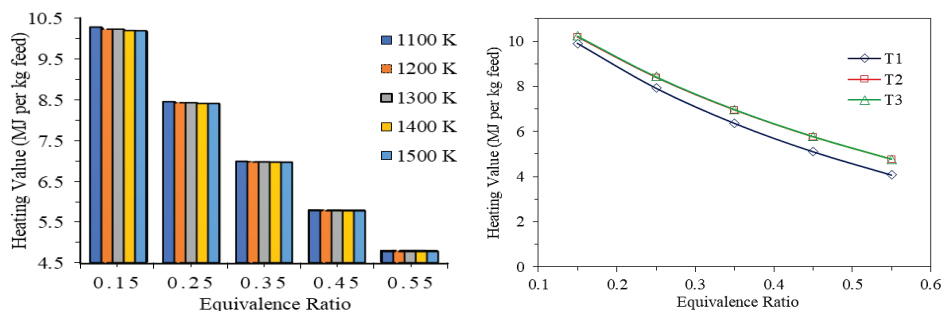 Heating Value (MJ per kg feed)
10.5
9.5
8.5
7.5
6.5
5.5
4.5
0.15 0.25 0.35 0.45 0.55
Equivalence Ratio
1100 K
1200 K
1300 K
1400 K
1500 K
Heating Value (MJ per kg feed)
10
8
6
4
2
0
0.1 0.2 0.3 0.4 0.5 0.6
Equivalence Ratio
T1
T2
T3